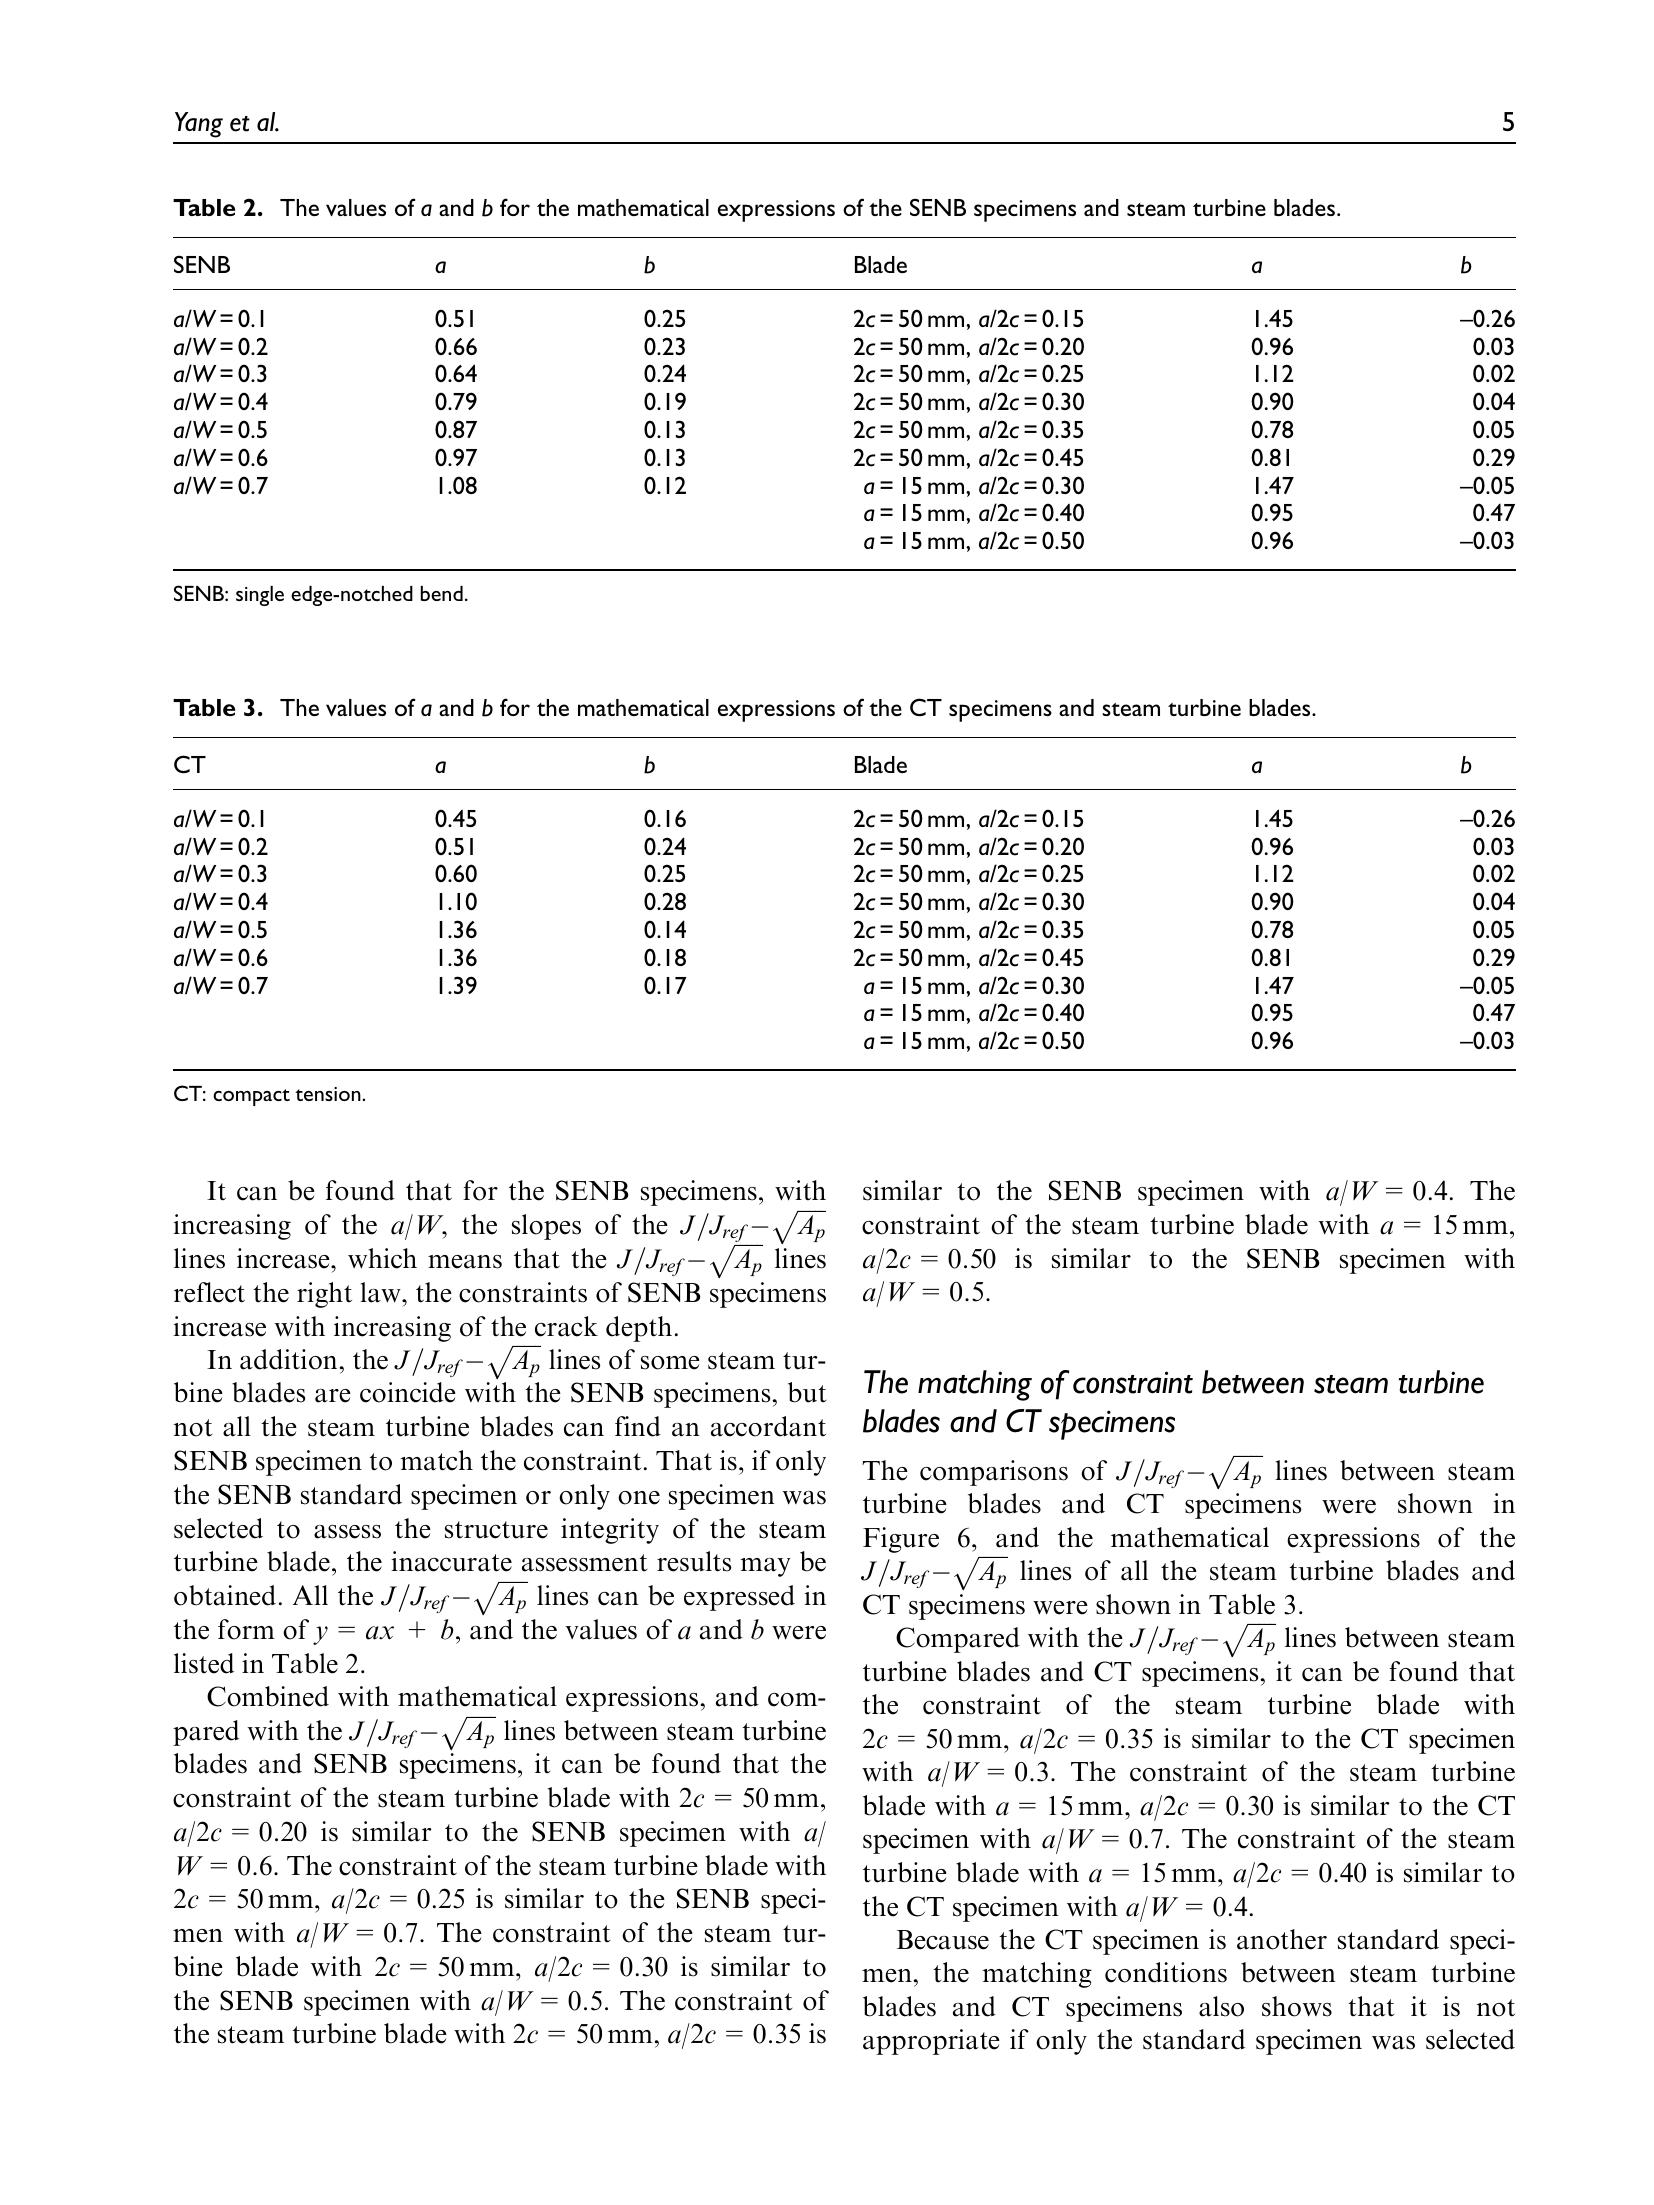 Yang et al. 5
Table 2. The values of a and b for the mathematical expressions of the SENB specimens and steam turbine blades.
SENB a b Blade a b
a/W = 0.1 0.51 0.25 2c = 50 mm, a/2c = 0.15 1.45 –0.26
a/W = 0.2 0.66 0.23 2c = 50 mm, a/2c = 0.20 0.96 0.03
a/W = 0.3 0.64 0.24 2c = 50 mm, a/2c = 0.25 1.12 0.02
a/W = 0.4 0.79 0.19 2c = 50 mm, a/2c = 0.30 0.90 0.04
a/W = 0.5 0.87 0.13 2c = 50 mm, a/2c = 0.35 0.78 0.05
a/W = 0.6 0.97 0.13 2c = 50 mm, a/2c = 0.45 0.81 0.29
a/W = 0.7 1.08 0.12 a = 15 mm, a/2c = 0.30 1.47 –0.05
a = 15 mm, a/2c = 0.40 0.95 0.47
a = 15 mm, a/2c = 0.50 0.96 –0.03
SENB: single edge-notched bend.
Table 3. The values of a and b for the mathematical expressions of the CT specimens and steam turbine blades.
CT a b Blade a b
a/W = 0.1 0.45 0.16 2c = 50 mm, a/2c = 0.15 1.45 –0.26
a/W = 0.2 0.51 0.24 2c = 50 mm, a/2c = 0.20 0.96 0.03
a/W = 0.3 0.60 0.25 2c = 50 mm, a/2c = 0.25 1.12 0.02
a/W = 0.4 1.10 0.28 2c = 50 mm, a/2c = 0.30 0.90 0.04
a/W = 0.5 1.36 0.14 2c = 50 mm, a/2c = 0.35 0.78 0.05
a/W = 0.6 1.36 0.18 2c = 50 mm, a/2c = 0.45 0.81 0.29
a/W = 0.7 1.39 0.17 a = 15 mm, a/2c = 0.30 1.47 –0.05
a = 15 mm, a/2c = 0.40 0.95 0.47
a = 15 mm, a/2c = 0.50 0.96 –0.03
CT: compact tension.
It can be found that for the SENB specimens, with
increasing of the a/W, the slopes of the J/Jref−√Ap
lines increase, which means that the J/Jref−√Ap lines
reflect the right law, the constraints of SENB specimens
increase with increasing of the crack depth.
In addition, the J/Jref−√Ap lines of some steam tur-
bine blades are coincide with the SENB specimens, but
not all the steam turbine blades can find an accordant
SENB specimen to match the constraint. That is, if only
the SENB standard specimen or only one specimen was
selected to assess the structure integrity of the steam
turbine blade, the inaccurate assessment results may be
obtained. All the J/Jref−√Ap lines can be expressed in
the form of y = ax + b, and the values of a and b were
listed in Table 2.
Combined with mathematical expressions, and com-
pared with the J/Jref−√Ap lines between steam turbine
blades and SENB specimens, it can be found that the
constraint of the steam turbine blade with 2c = 50 mm,
a/2c = 0.20 is similar to the SENB specimen with a/
W = 0.6. The constraint of the steam turbine blade with
2c = 50 mm, a/2c = 0.25 is similar to the SENB speci-
men with a/W = 0.7. The constraint of the steam tur-
bine blade with 2c = 50 mm, a/2c = 0.30 is similar to
the SENB specimen with a/W = 0.5. The constraint of
the steam turbine blade with 2c = 50 mm, a/2c = 0.35 is
similar to the SENB specimen with a/W = 0.4. The
constraint of the steam turbine blade with a = 15 mm,
a/2c = 0.50 is similar to the SENB specimen with
a/W = 0.5.
The matching of constraint between steam turbine
blades and CT specimens
The comparisons of J/Jref−√Ap lines between steam
turbine blades and CT specimens were shown in
Figure 6, and the mathematical expressions of the
J/Jref−√Ap lines of all the steam turbine blades and
CT specimens were shown in Table 3.
Compared with the J/Jref−√Ap lines between steam
turbine blades and CT specimens, it can be found that
the constraint of the steam turbine blade with
2c = 50 mm, a/2c = 0.35 is similar to the CT specimen
with a/W = 0.3. The constraint of the steam turbine
blade with a = 15 mm, a/2c = 0.30 is similar to the CT
specimen with a/W = 0.7. The constraint of the steam
turbine blade with a = 15 mm, a/2c = 0.40 is similar to
the CT specimen with a/W = 0.4.
Because the CT specimen is another standard speci-
men, the matching conditions between steam turbine
blades and CT specimens also shows that it is not
appropriate if only the standard specimen was selected